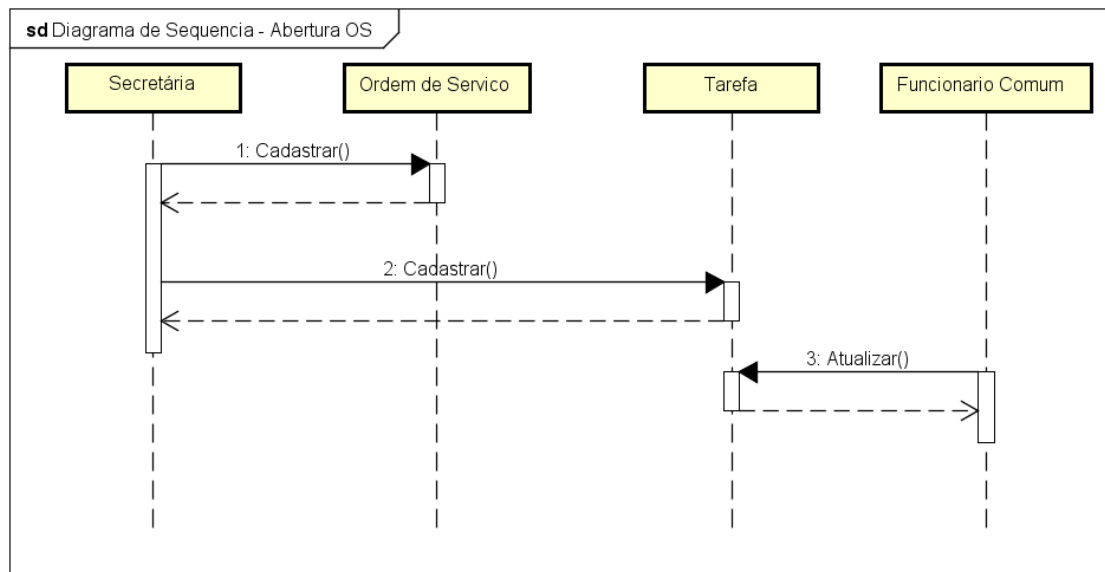 sd Diagrama de Sequencia - Abertura OS
Secretária
Ordem de Servico
Tarefa
Funcionario Comum
1: Cadastrar()
2: Cadastrar()
3: Atualizar()